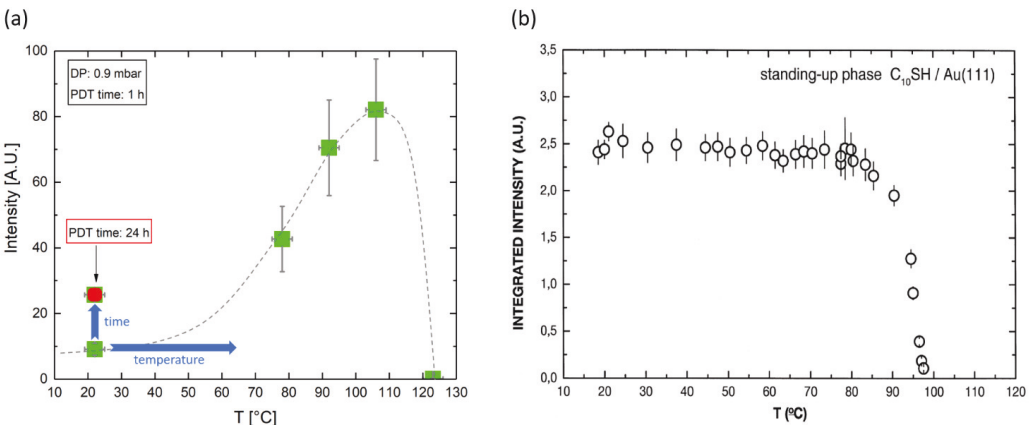 (a)
100
80
60
40
20
0
Intensity [A.U.]
DP: 0.9 mbar
PDT time: 1 h
PDT time: 24 h
time
temperature
10 20 30 40 50 60 70 80 90 100 110 120 130
T [°C]
(b)
3,5
3,0
2,5
2,0
1,5
1,0
0,5
0,0
INTEGRATED INTENSITY (A.U.)
standing-up phase C₁₀SH / Au(111)
10 20 30 40 50 60 70 80 90 100 110 120
T (ºC)